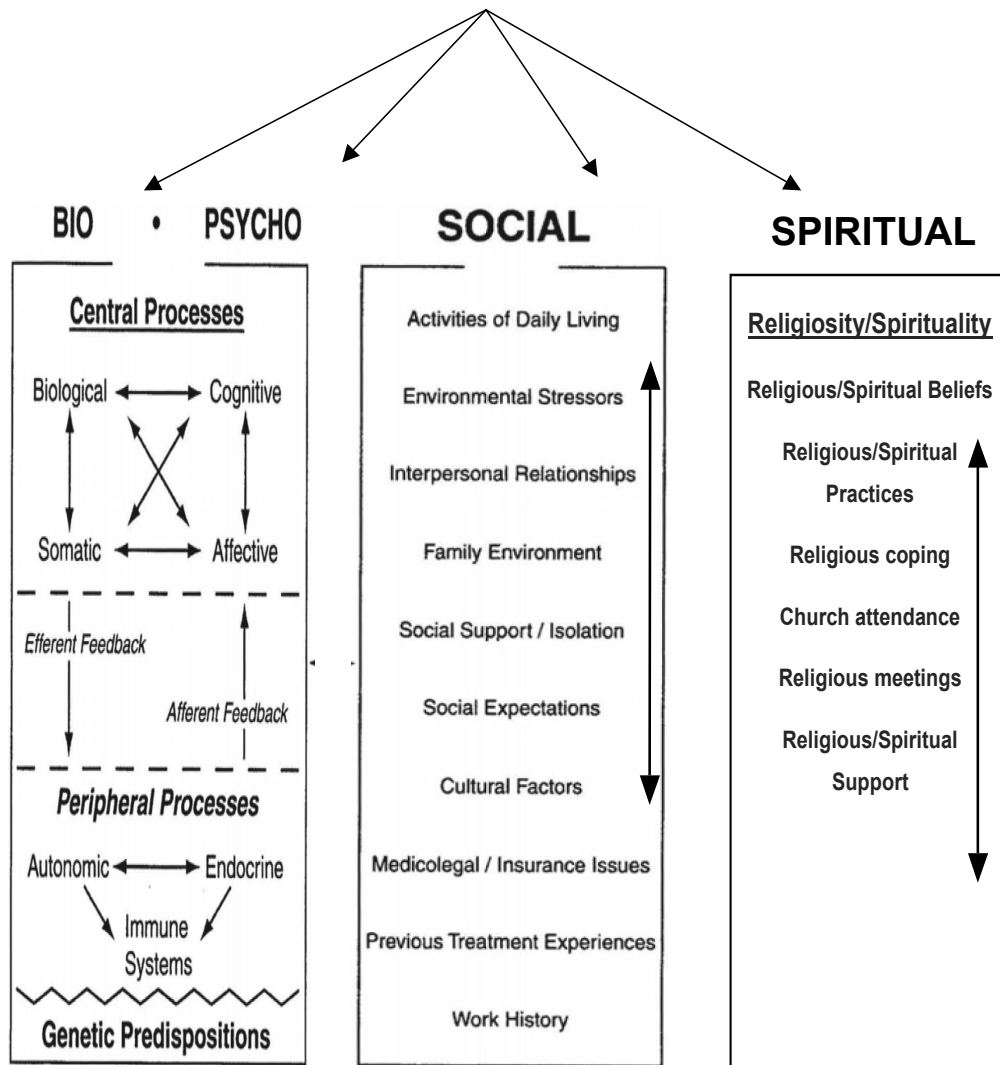 BIO • PSYCHO
Central Processes
Biological Cognitive
Somatic Affective
Efferent Feedback
Afferent Feedback
Peripheral Processes
Autonomic Endocrine
Immune
Systems
Genetic Predispositions
SOCIAL
Activities of Daily Living
Environmental Stressors
Interpersonal Relationships
Family Environment
Social Support / Isolation
Social Expectations
Cultural Factors
Medicolegal / Insurance Issues
Previous Treatment Experiences
Work History
SPIRITUAL
Religiosity/Spirituality
Religious/Spiritual Beliefs
Religious/Spiritual
Practices
Religious coping
Church attendance
Religious meetings
Religious/Spiritual
Support